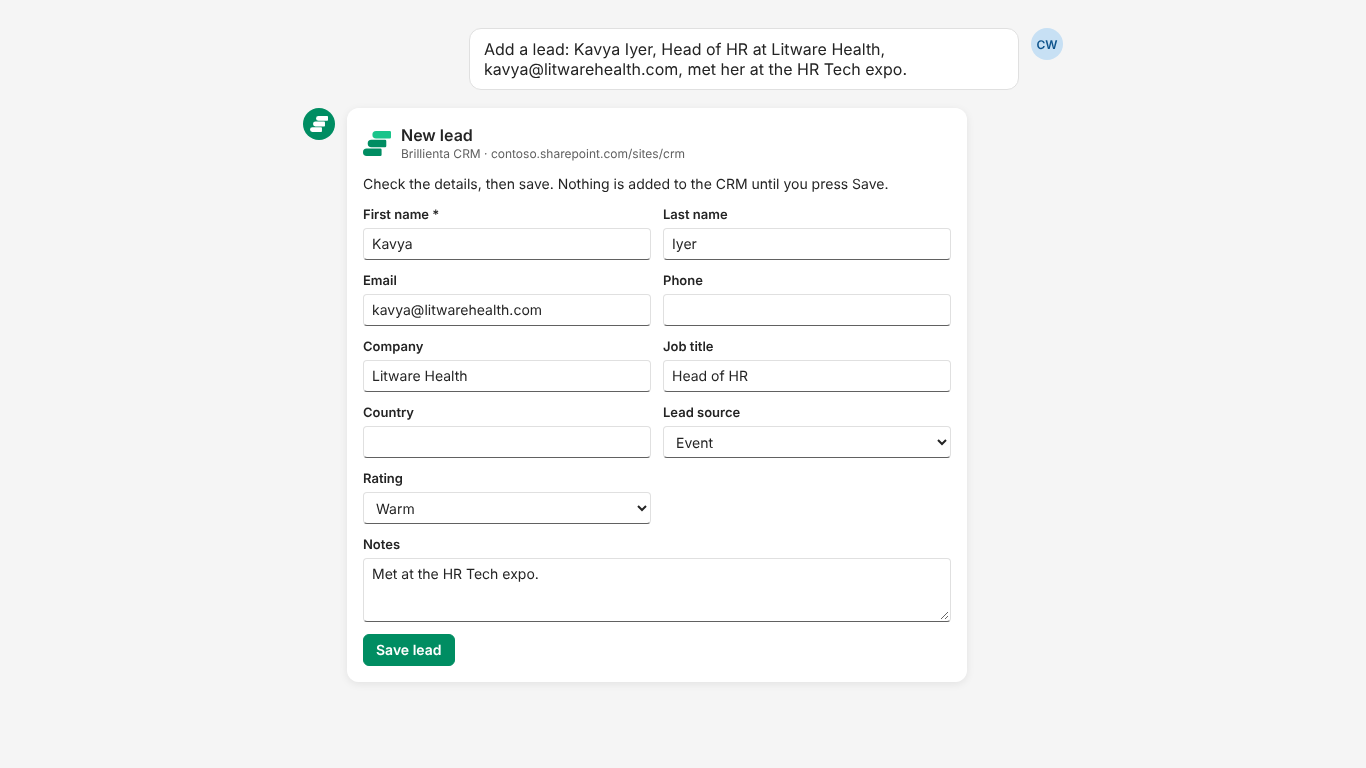 Add a lead: Kavya Iyer, Head of HR at Litware Health,
kavya@litwarehealth.com, met her at the HR Tech expo.
CW
New lead
Brillienta CRM · contoso.sharepoint.com/sites/crm
Check the details, then save. Nothing is added to the CRM until you press Save.
First name *
Last name
Kavya
Iyer
Email
Phone
kavya@litwarehealth.com
Company
Job title
Litware Health
Head of HR
Country
Lead source
Event
Rating
Warm
Notes
Met at the HR Tech expo.
Save lead